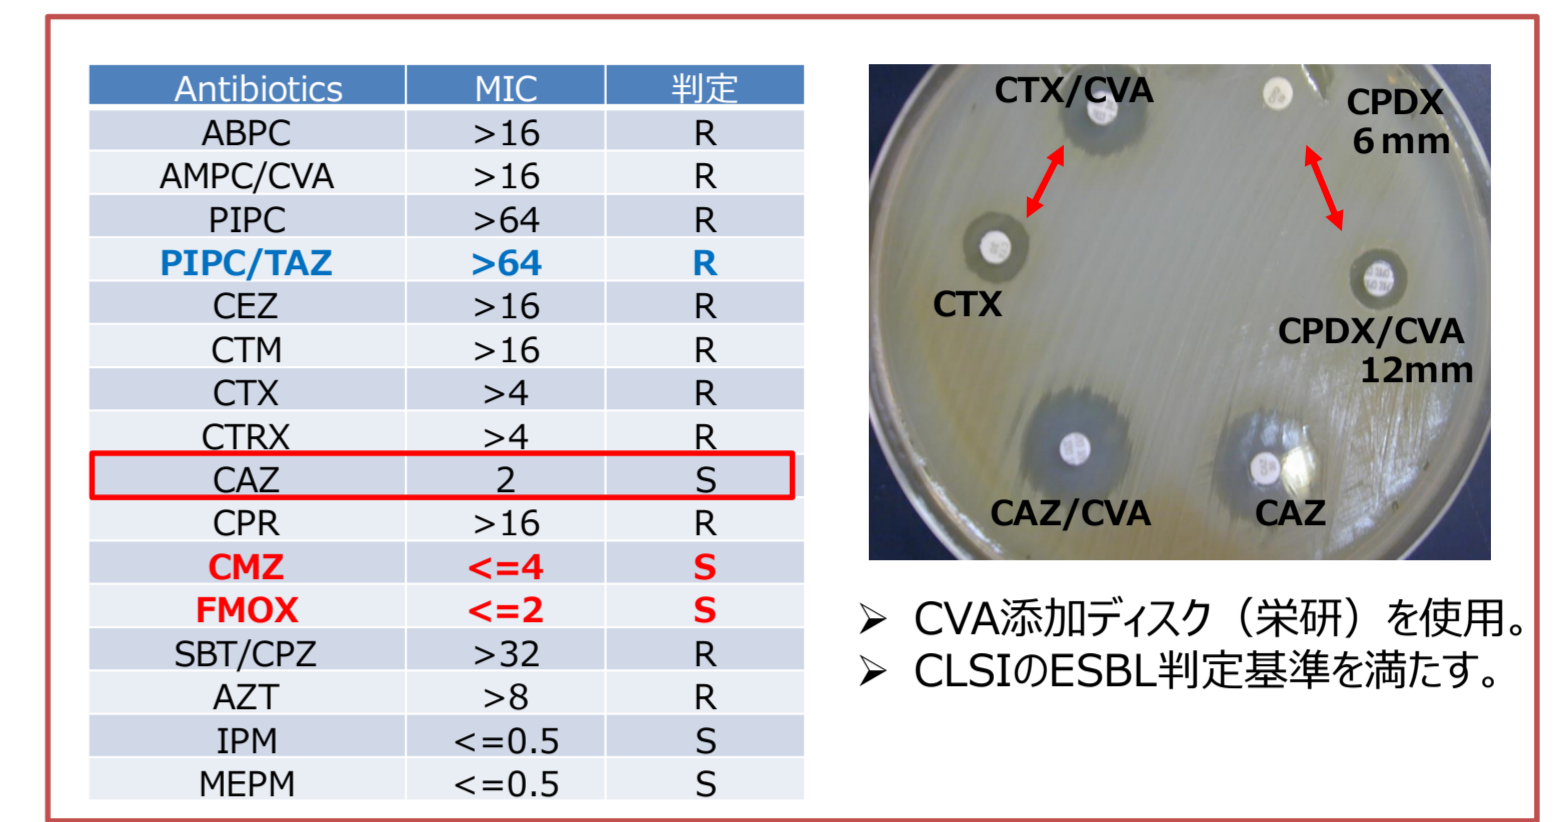 Antibiotics MIC 判定
ABPC >16 R
AMPC/CVA >16 R
PIPC >64 R
PIPC/TAZ >64 R
CEZ >16 R
CTM >16 R
CTX >4 R
CTRX >4 R
CAZ 2 S
CPR >16 R
CMZ <=4 S
FMOX <=2 S
SBT/CPZ >32 R
AZT >8 R
IPM <=0.5 S
MEPM <=0.5 S
CTX/CVA
CPDX
6mm
CTX
CPDX/CVA
12mm
CAZ/CVA
CAZ
➢ CVA添加ディスク（栄研）を使用。
➢ CLSIのESBL判定基準を満たす。